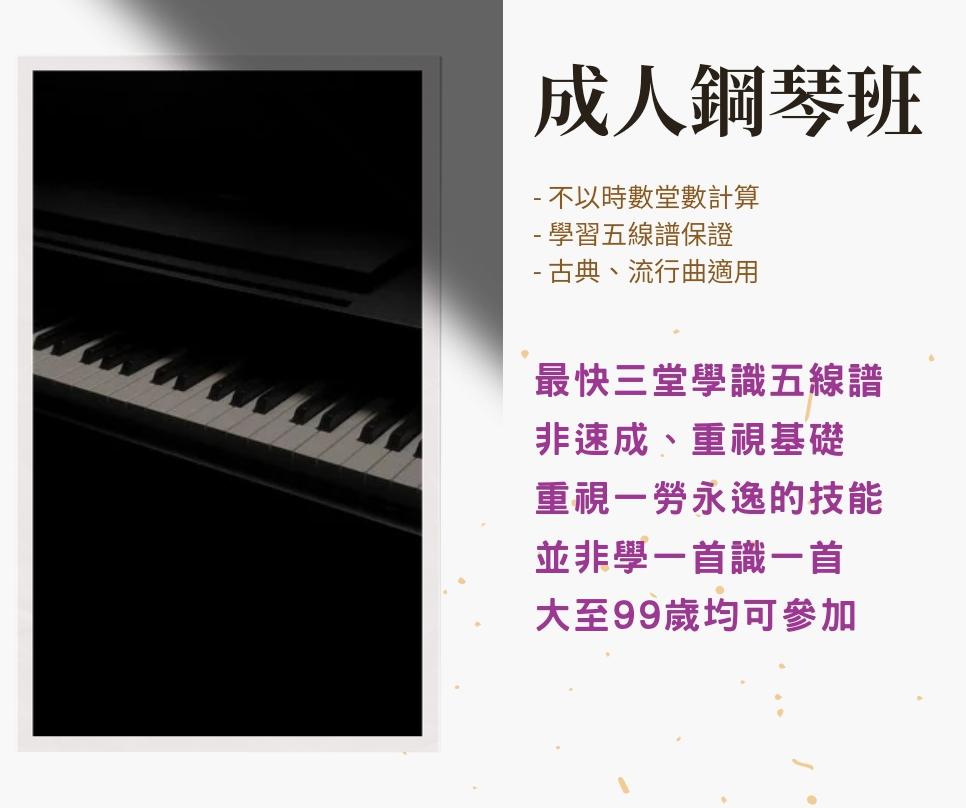 成人鋼琴班
- 不以時數堂數計算
- 學習五線譜保證
- 古典、流行曲適用
最快三堂學識五線譜
非速成、重視基礎
重視一勞永逸的技能
並非學一首識一首
大至99歲均可參加